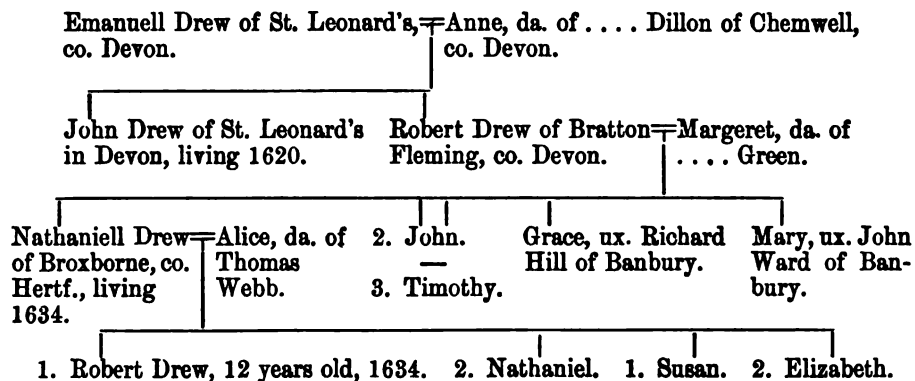 Emanuell Drew of St. Leonard's, co. Devon.
Anne, da. of .... Dillon of Chemwell, co. Devon.
John Drew of St. Leonard's
in Devon, living 1620.
Robert Drew of Bratton
Fleming, co. Devon.
Margeret, da. of
.... Green.
Nathaniell Drew
of Broxborne, co.
Hertf., living
1634.
Alice, da. of
Thomas
Webb.
2. John.
—
3. Timothy.
Grace, ux. Richard
Hill of Banbury.
Mary, ux. John
Ward of Ban-
bury.
1. Robert Drew, 12 years old, 1634. 2. Nathaniel. 1. Susan. 2. Elizabeth.